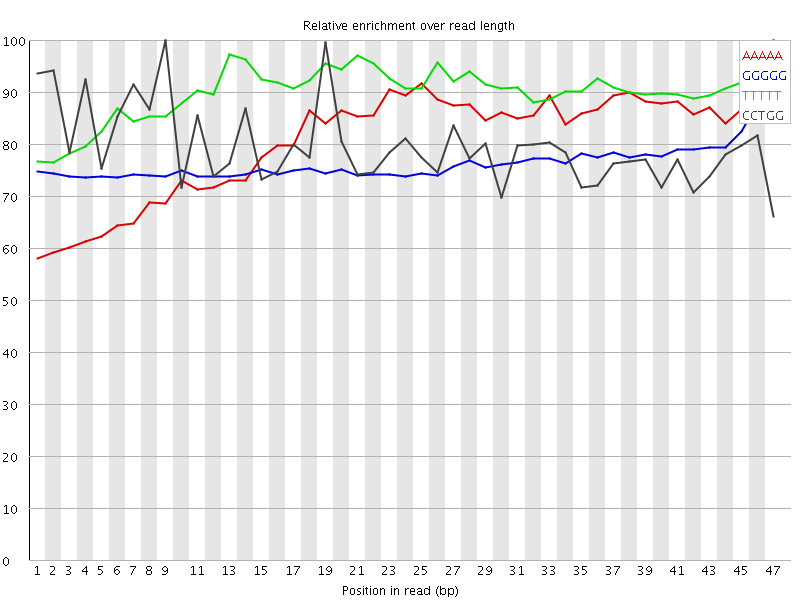 Relative enrichment over read length
100
90
80
70
60
50
40
30
20
10
0
AAAAA
GGGGG
TTTTT
CCTGG
1 2 3 4 5 6 7 8 9 11 13 15 17 19 21 23 25 27 29 31 33 35 37 39 41 43 45 47
Position in read (bp)